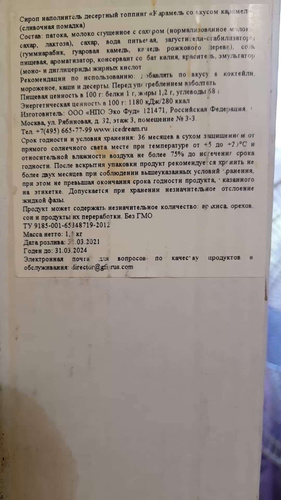 Сироп наполнитель десертный топпинг «Карамель со вкусом карамели»
(сливочная помадка)
Состав: патока, молоко сгущенное с сахаром (нормализованное молоко,
сахар, лактоза), сахар, вода питьевая, загустители-стабилизаторы
(гуммиарабик, гуаровая камедь, камедь рожкового дерева), соль
пищевая, ароматизатор, консервант сорбат калия, краситель, эмульгатор
(моно- и диглицериды жирных кислот
Рекомендации по использованию: добавлять по вкусу в коктейли,
мороженое, каши и десерты. Перед употреблением взболтать
Пищевая ценность в 100 г: белки 1 г, жиры 1,2 г, углеводы 68 г
Энергетическая ценность в 100 г: 1180 кДж/280 ккал
Изготовитель: ООО «НПО Эко Фуд» 121471, Российская Федерация, г.
Москва, ул. Рябиновая, д. 32, этаж 3, помещение № 3-3.
Тел. +7(495) 665-77-99 www.icedream.ru
Срок годности и условия хранения: 36 месяцев в сухом защищенном от
прямого солнечного света месте при температуре от +5 до +25°C и
относительной влажности воздуха не более 75% до истечения срока
годности. После вскрытия упаковки продукт рекомендуется хранить не
более двух месяцев при соблюдении вышеуказанных условий хранения,
при этом не превышая окончания срока годности продукта, указанного
на этикетке. Допускается при хранении незначительное отслоение
жидкой фазы.
Продукт может содержать незначительное количество: арахиса, орехов,
сои и продуктов их переработки. Без ГМО
ТУ 9185-001-65348719-2012
Масса нетто: кг
Дата розлива: .03.2021
Годен до: 31.03.2024
Электронная почта для вопросов по качеству продуктов и
обслуживания: director@gfsrus.com